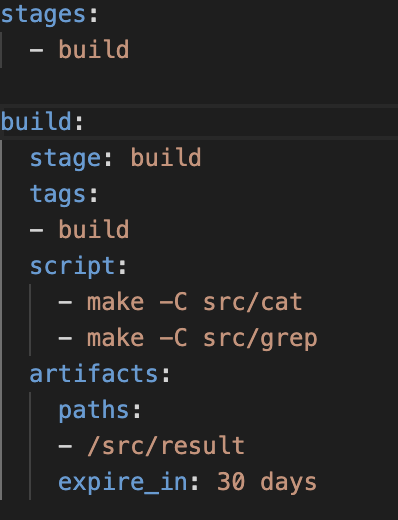 stages:
  - build

build:
  stage: build
  tags:
  - build
  script:
    - make -C src/cat
    - make -C src/grep
  artifacts:
    paths:
    - /src/result
    expire_in: 30 days